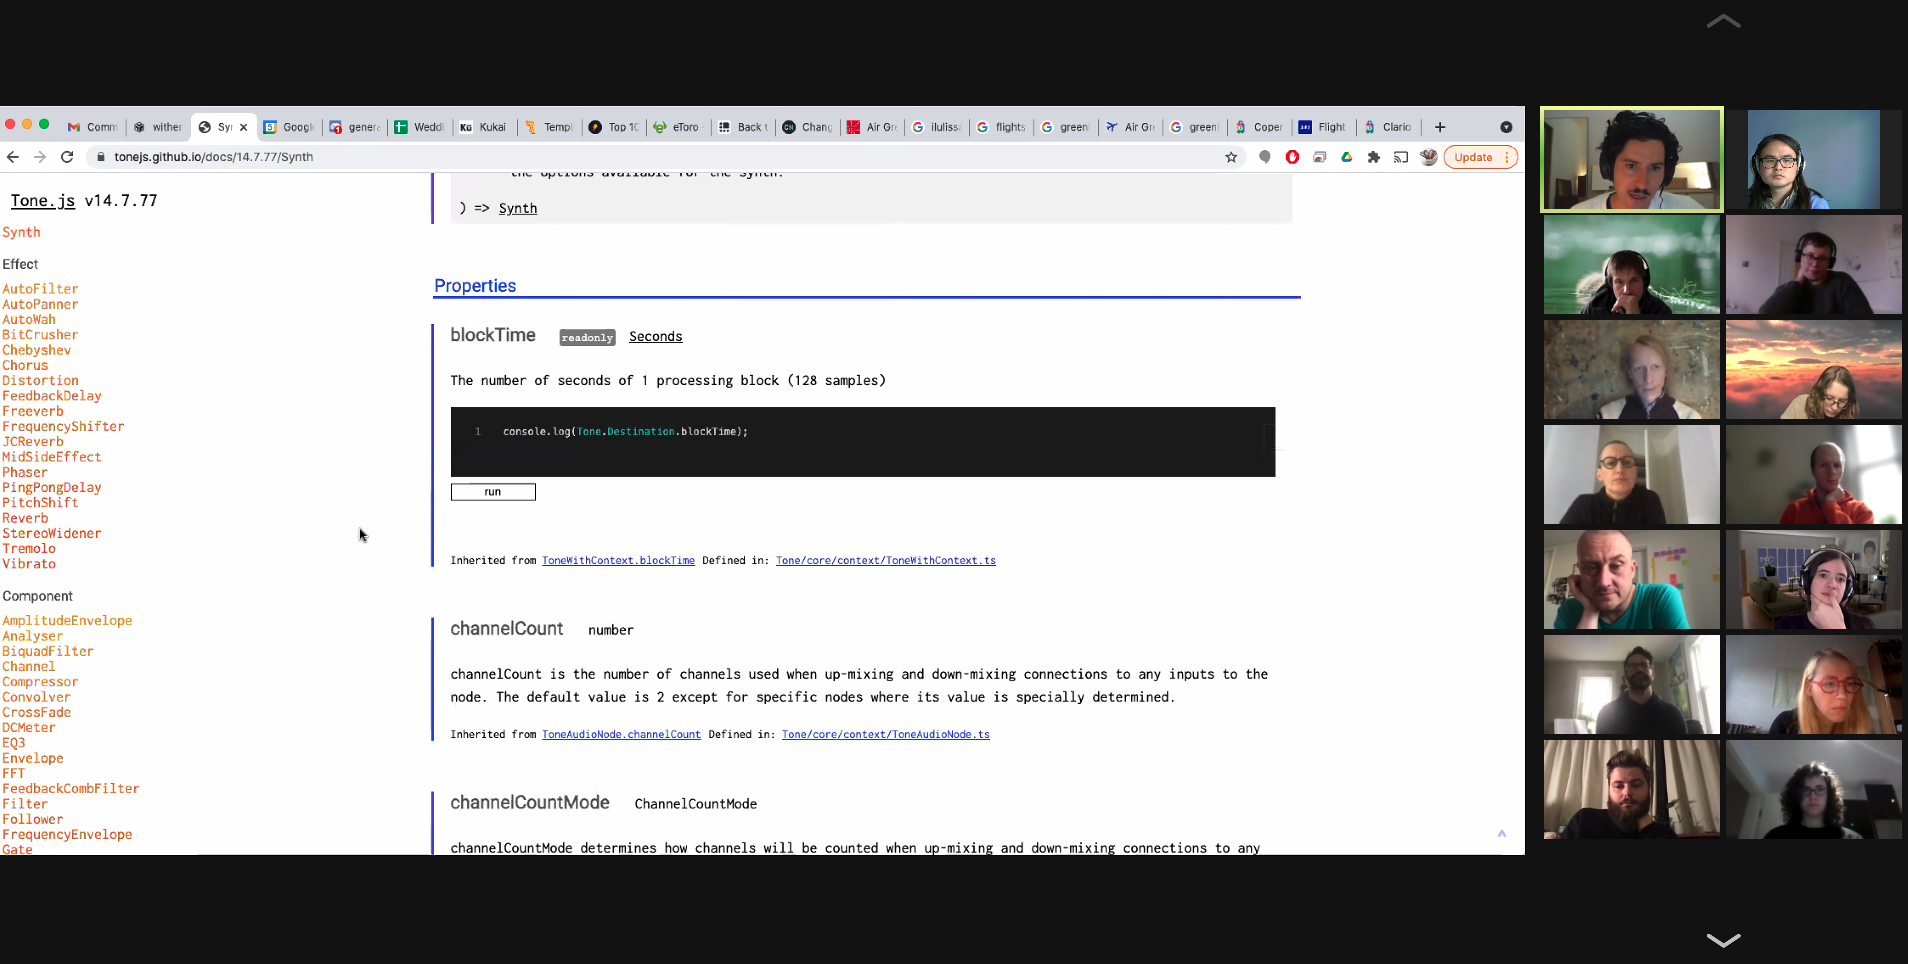 Comm
wither
Syn
Googl
genera
Weddi
Kukai
Templ
Top 10
eToro
Back t
Chang
Air Gr
ilulissa
flights
green
Air Gr
green
Coper
Flight
Clario
tonejs.github.io/docs/14.7.77/Synth
Update
Tone.js v14.7.77
Synth
Effect
AutoFilter
AutoPanner
AutoWah
BitCrusher
Chebyshev
Chorus
Distortion
FeedbackDelay
Freeverb
FrequencyShifter
JCReverb
MidSideEffect
Phaser
PingPongDelay
PitchShift
Reverb
StereoWidener
Tremolo
Vibrato
Component
AmplitudeEnvelope
Analyser
BiquadFilter
Channel
Compressor
Convolver
CrossFade
DCMeter
EQ3
Envelope
FFT
FeedbackCombFilter
Filter
Follower
FrequencyEnvelope
Gate
the options available for the synth.
) => Synth
Properties
blockTime readonly Seconds
The number of seconds of 1 processing block (128 samples)
1 console.log(Tone.Destination.blockTime);
run
Inherited from ToneWithContext.blockTime Defined in: Tone/core/context/ToneWithContext.ts
channelCount number
channelCount is the number of channels used when up-mixing and down-mixing connections to any inputs to the
node. The default value is 2 except for specific nodes where its value is specially determined.
Inherited from ToneAudioNode.channelCount Defined in: Tone/core/context/ToneAudioNode.ts
channelCountMode ChannelCountMode
channelCountMode determines how channels will be counted when up-mixing and down-mixing connections to any